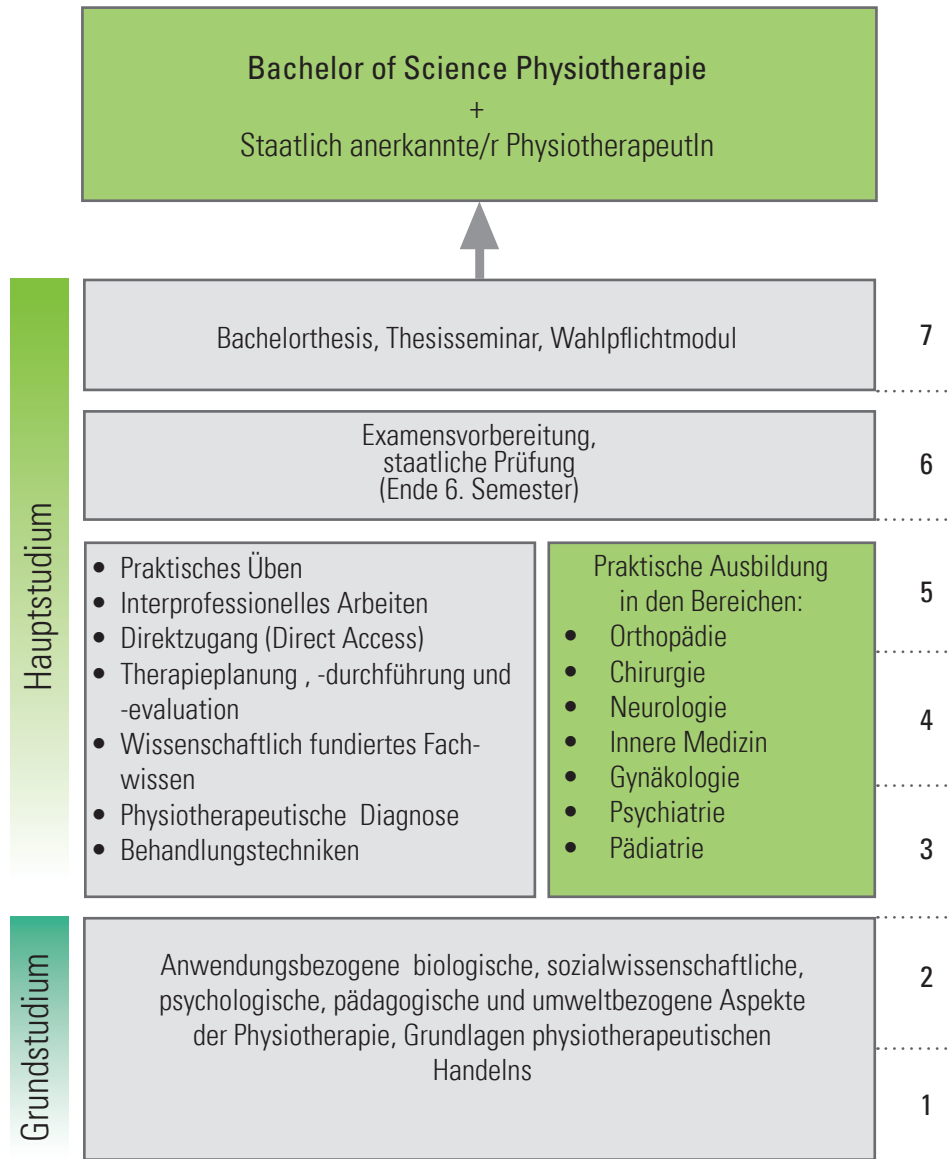 Bachelor of Science Physiotherapie
+
Staatlich anerkannte/r PhysiotherapeutIn
Hauptstudium
Bachelorthesis, Thesisseminar, Wahlpflichtmodul
7
Examensvorbereitung,
staatliche Prüfung
(Ende 6. Semester)
6
• Praktisches Üben
• Interprofessionelles Arbeiten
• Direktzugang (Direct Access)
• Therapieplanung , -durchführung und
-evaluation
• Wissenschaftlich fundiertes Fach-
wissen
• Physiotherapeutische Diagnose
• Behandlungstechniken
Praktische Ausbildung
in den Bereichen:
• Orthopädie
• Chirurgie
• Neurologie
• Innere Medizin
• Gynäkologie
• Psychiatrie
• Pädiatrie
5
4
3
Grundstudium
Anwendungsbezogene biologische, sozialwissenschaftliche,
psychologische, pädagogische und umweltbezogene Aspekte
der Physiotherapie, Grundlagen physiotherapeutischen
Handelns
2
1